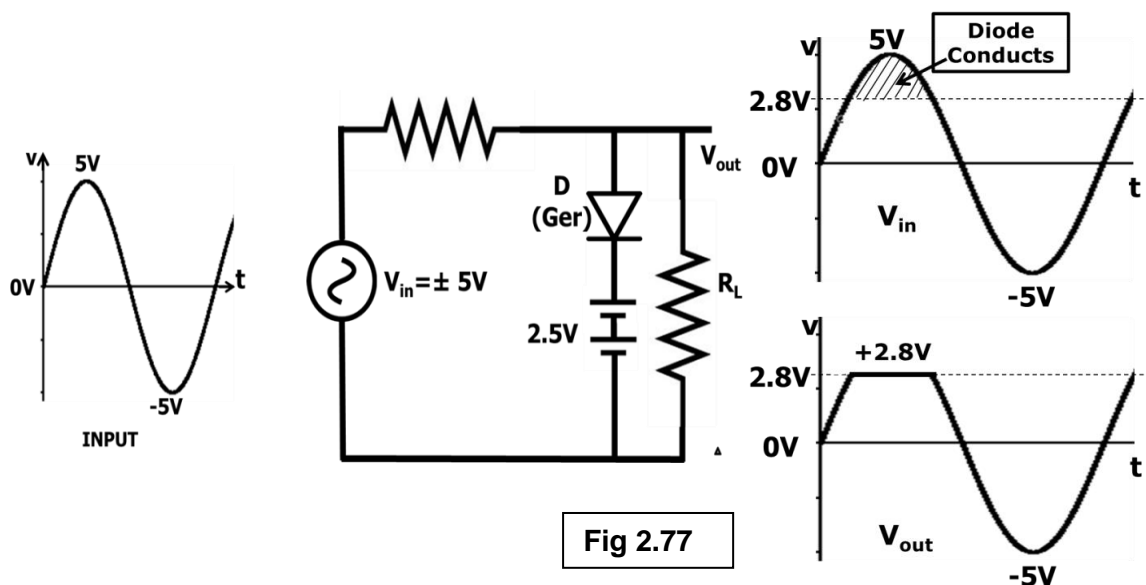 v
5V
0V
t
-5V
INPUT
V_in=± 5V
D
(Ger)
2.5V
V_out
R_L
Fig 2.77
v
5V
Diode
Conducts
2.8V
0V
t
V_in
-5V
v
+2.8V
2.8V
0V
t
V_out
-5V